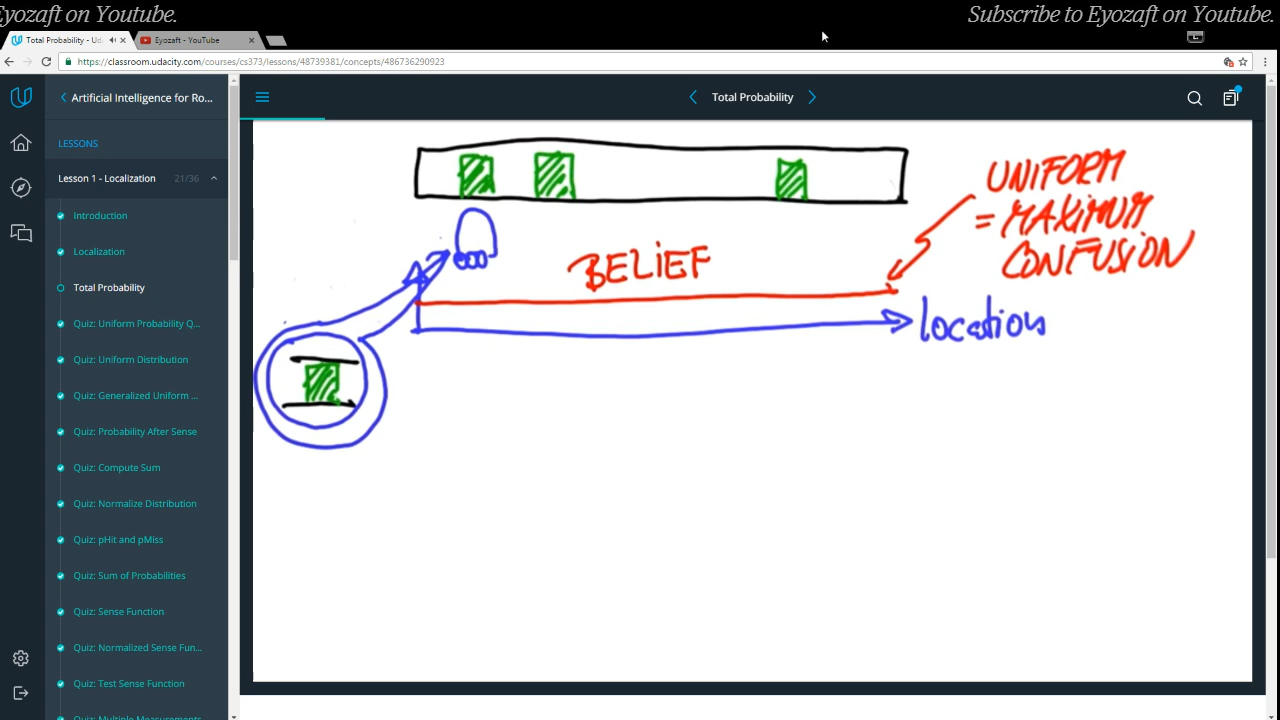 Eyozaft on Youtube.
Subscribe to Eyozaft on Youtube.
Total Probability - Ud
Eyozaft - YouTube
https://classroom.udacity.com/courses/cs373/lessons/48739381/concepts/486736290923
Artificial Intelligence for Ro...
Total Probability
LESSONS
Lesson 1 - Localization 21/36
Introduction
Localization
Total Probability
Quiz: Uniform Probability Q...
Quiz: Uniform Distribution
Quiz: Generalized Uniform ...
Quiz: Probability After Sense
Quiz: Compute Sum
Quiz: Normalize Distribution
Quiz: pHit and pMiss
Quiz: Sum of Probabilities
Quiz: Sense Function
Quiz: Normalized Sense Fun...
Quiz: Test Sense Function
Quiz: Multiple Measurements
UNIFORM
= MAXIMUM
CONFUSION
BELIEF
location